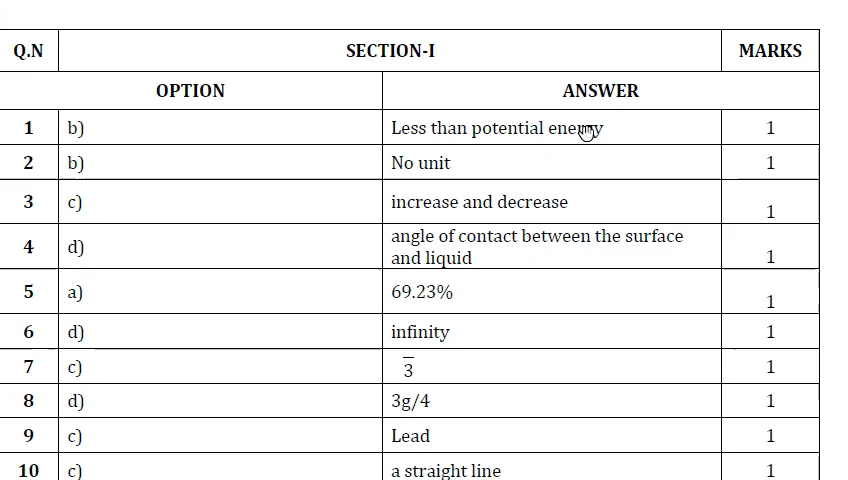 Q.N SECTION-I MARKS
OPTION ANSWER
1 b) Less than potential energy 1
2 b) No unit 1
3 c) increase and decrease 1
4 d) angle of contact between the surface
and liquid 1
5 a) 69.23% 1
6 d) infinity 1
7 c) 3 1
8 d) 3g/4 1
9 c) Lead 1
10 c) a straight line 1